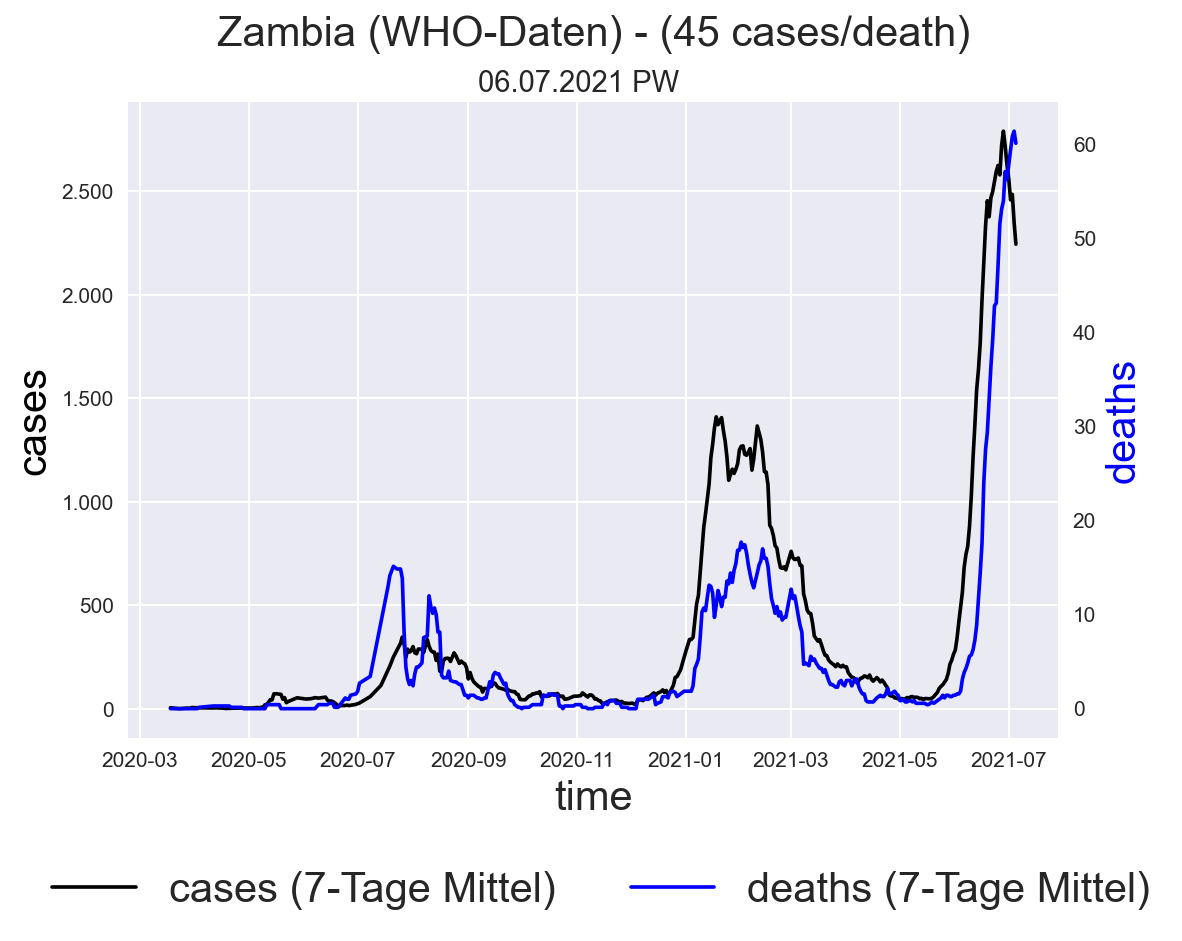 Zambia (WHO-Daten) - (45 cases/death)
06.07.2021 PW
2.500
2.000
1.500
1.000
500
0
cases
60
50
40
30
20
10
0
deaths
2020-03 2020-05 2020-07 2020-09 2020-11 2021-01 2021-03 2021-05 2021-07
time
cases (7-Tage Mittel) deaths (7-Tage Mittel)